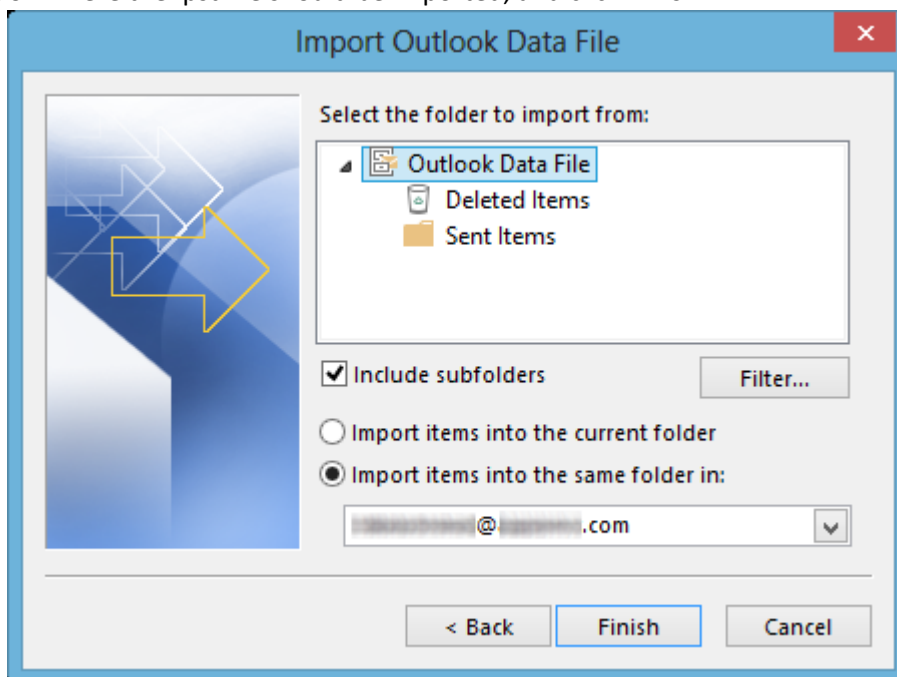 Import Outlook Data File
Select the folder to import from:
Outlook Data File
Deleted Items
Sent Items
Include subfolders
Filter...
Import items into the current folder
Import items into the same folder in:
@ .com
< Back
Finish
Cancel